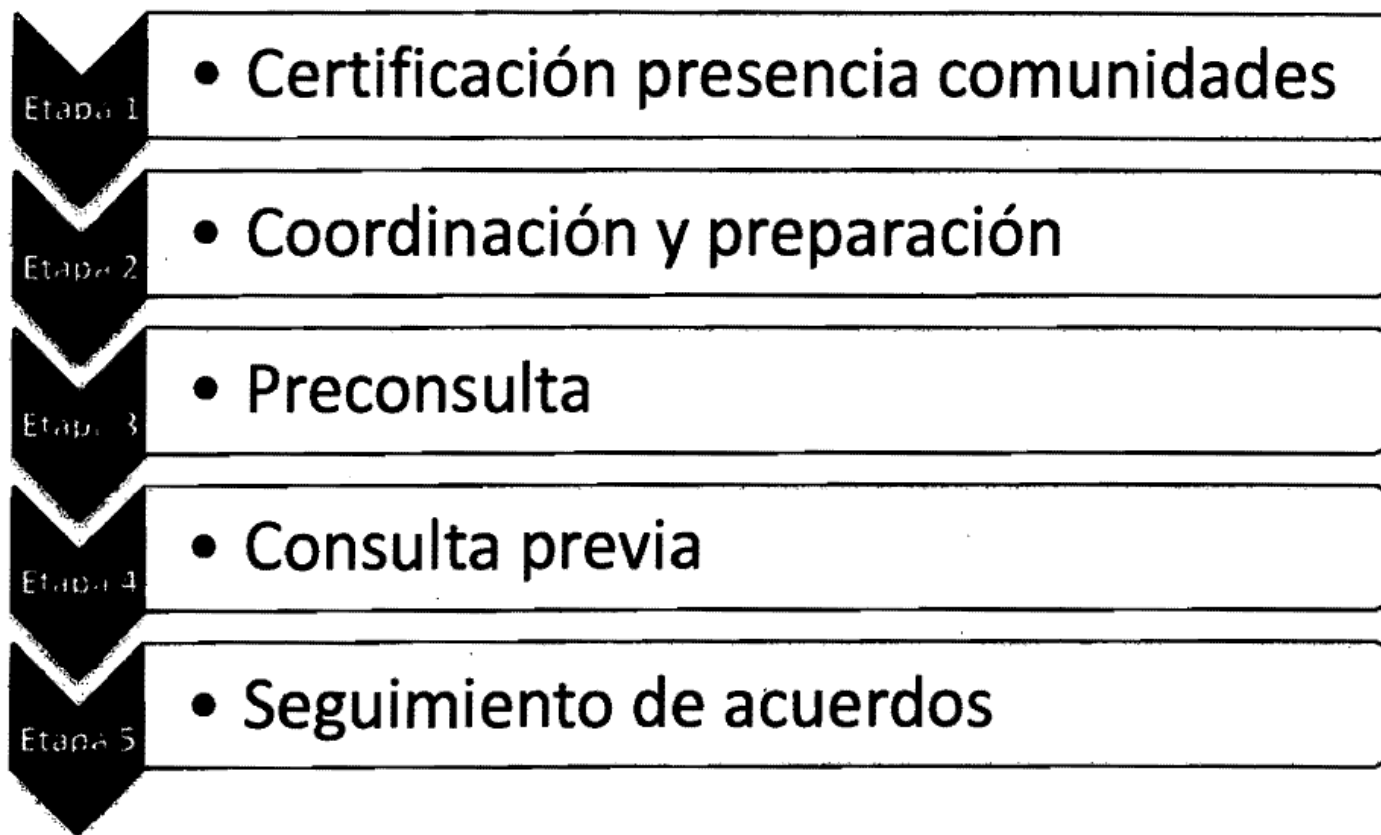 Etapa 1
• Certificación presencia comunidades
Etapa 2
• Coordinación y preparación
Etapa 3
• Preconsulta
Etapa 4
• Consulta previa
Etapa 5
• Seguimiento de acuerdos